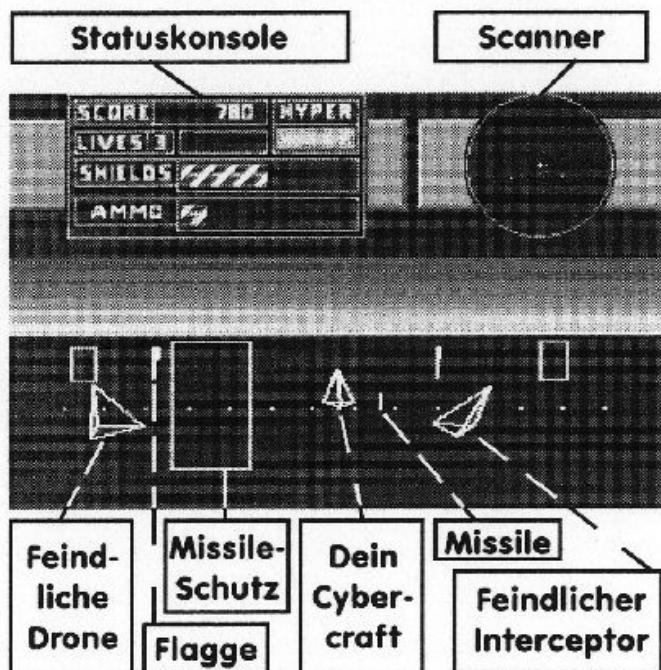 Statuskonsole
Scanner
SCORE 780 HYPER
LIVES 3
SHIELDS
AMMO
Feind-
liche
Drone
Flagge
Missile-
Schutz
Dein
Cyber-
craft
Missile
Feindlicher
Interceptor